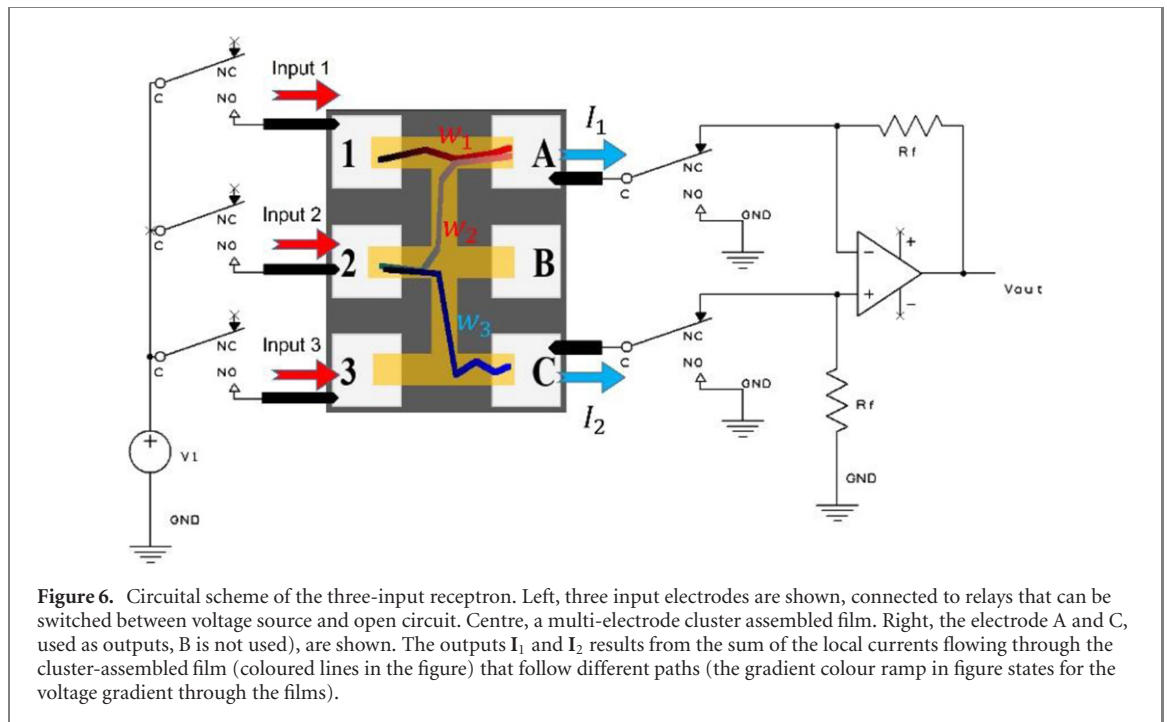 NC
Input 1
C
NO
1
w₁
A
I₁
NC
C
NO
GND
Rf
NC
Input 2
C
NO
2
w₂
B
−
+
+
−
Vout
NC
Input 3
C
NO
3
w₃
C
I₂
NC
C
NO
GND
Rf
GND
+
V1
GND
Figure 6. Circuital scheme of the three-input receptron. Left, three input electrodes are shown, connected to relays that can be
switched between voltage source and open circuit. Centre, a multi-electrode cluster assembled film. Right, the electrode A and C,
used as outputs, B is not used), are shown. The outputs I₁ and I₂ results from the sum of the local currents flowing through the
cluster-assembled film (coloured lines in the figure) that follow different paths (the gradient colour ramp in figure states for the
voltage gradient through the films).